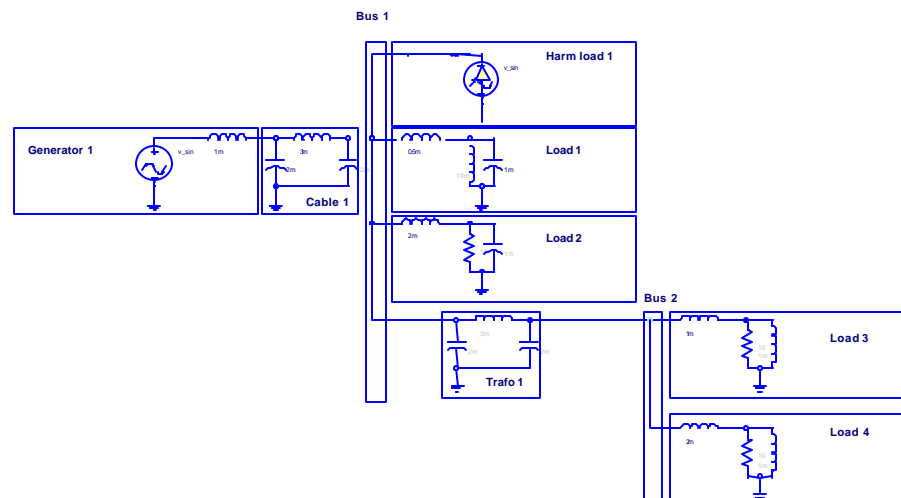 Bus 1
Harm load 1
v_sin
Generator 1
v_sin
1m
3m
2m
Cable 1
0.5m
Load 1
10m
1m
2m
Load 2
1m
Bus 2
3m
2m
Trafo 1
1m
Load 3
10
1m
2m
Load 4
10
1m